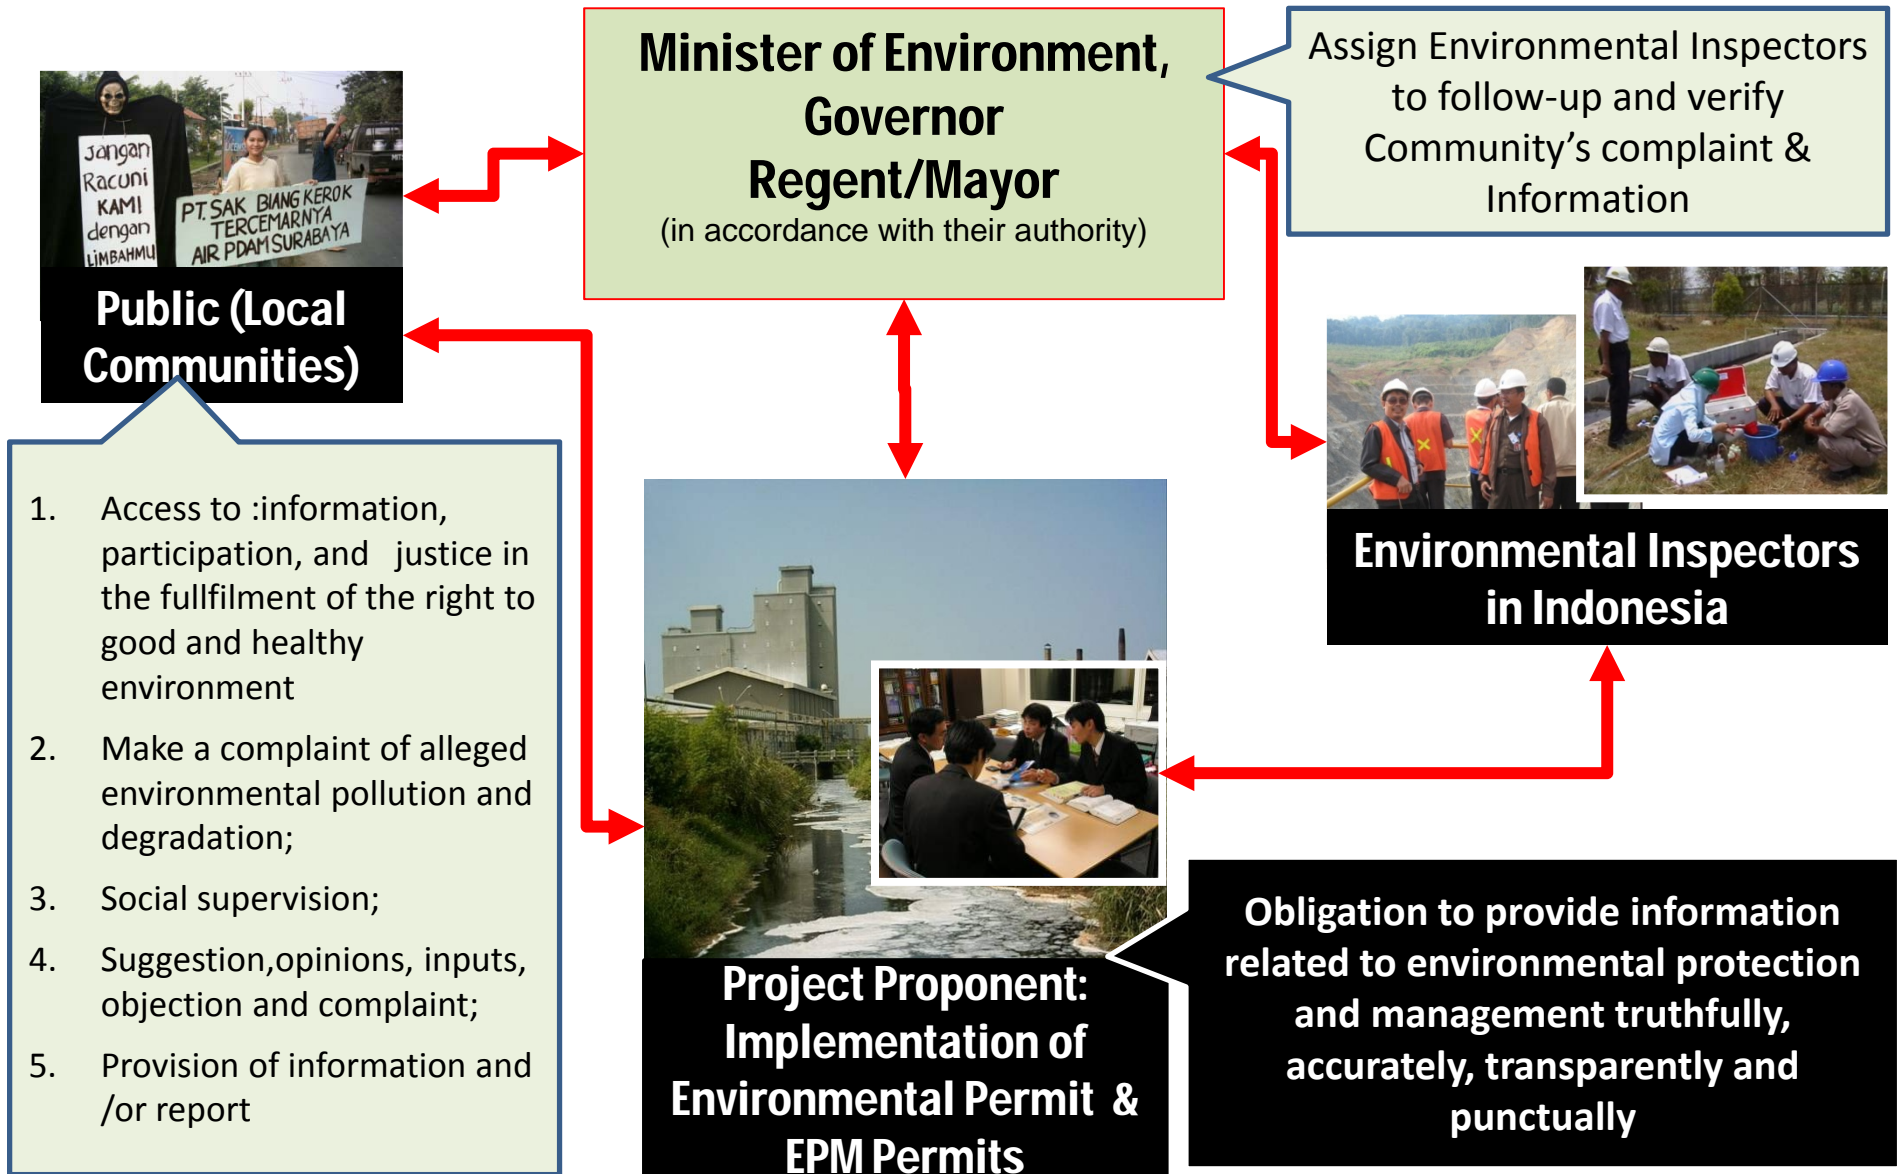 Minister of Environment,
Governor
Regent/Mayor
(in accordance with their authority)
Assign Environmental Inspectors
to follow-up and verify
Community's complaint &
Information
Jangan
Racuni
KAMI
dengan
LiMBAHMU
PT. SAK BIANG KEROK
TERCEMARNYA
AIR PDAM SURABAYA
Public (Local
Communities)
1. Access to :information,
participation, and justice in
the fullfilment of the right to
good and healthy
environment
2. Make a complaint of alleged
environmental pollution and
degradation;
3. Social supervision;
4. Suggestion,opinions, inputs,
objection and complaint;
5. Provision of information and
/or report
Environmental Inspectors
in Indonesia
Project Proponent:
Implementation of
Environmental Permit &
EPM Permits
Obligation to provide information
related to environmental protection
and management truthfully,
accurately, transparently and
punctually